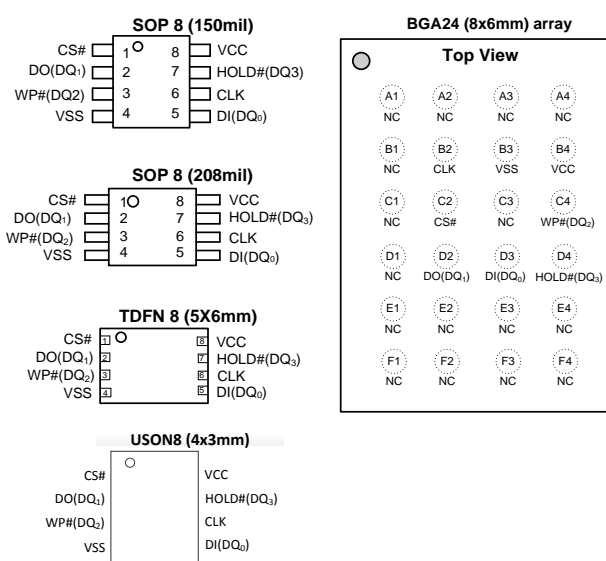 SOP 8 (150mil)
CS# 1 8 VCC
DO(DQ₁) 2 7 HOLD#(DQ3)
WP#(DQ2) 3 6 CLK
VSS 4 5 DI(DQ₀)
SOP 8 (208mil)
CS# 1 8 VCC
DO(DQ₁) 2 7 HOLD#(DQ₃)
WP#(DQ₂) 3 6 CLK
VSS 4 5 DI(DQ₀)
TDFN 8 (5X6mm)
CS# 1 8 VCC
DO(DQ₁) 2 7 HOLD#(DQ₃)
WP#(DQ₂) 3 6 CLK
VSS 4 5 DI(DQ₀)
USON8 (4x3mm)
CS# VCC
DO(DQ₁) HOLD#(DQ₃)
WP#(DQ₂) CLK
VSS DI(DQ₀)
BGA24 (8x6mm) array
Top View
A1 A2 A3 A4
NC NC NC NC
B1 B2 B3 B4
NC CLK VSS VCC
C1 C2 C3 C4
NC CS# NC WP#(DQ₂)
D1 D2 D3 D4
NC DO(DQ₁) DI(DQ₀) HOLD#(DQ₃)
E1 E2 E3 E4
NC NC NC NC
F1 F2 F3 F4
NC NC NC NC